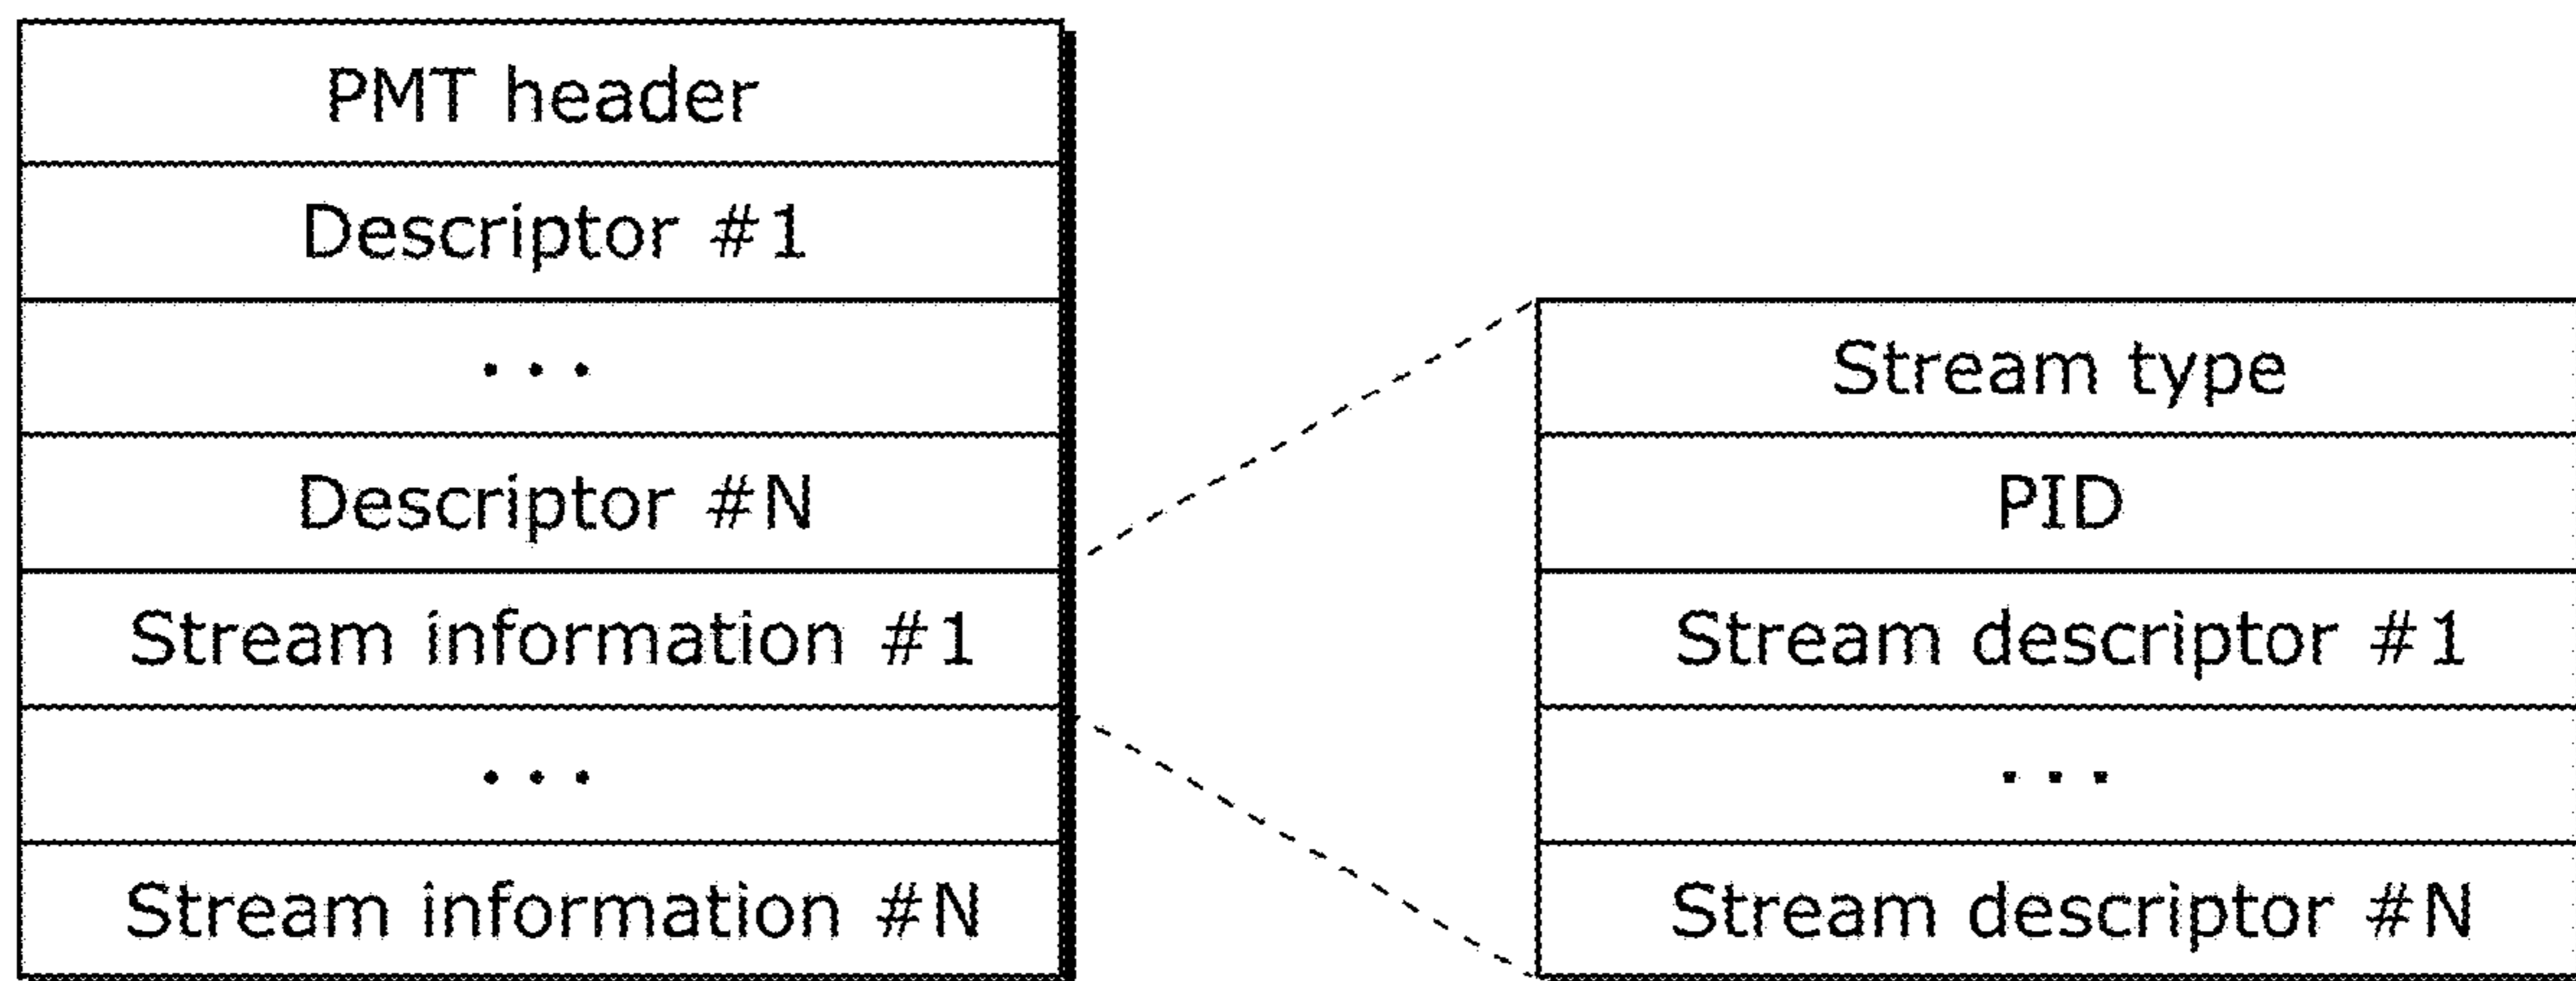 PMT header
Descriptor #1
...
Descriptor #N
Stream information #1
...
Stream information #N
Stream type
PID
Stream descriptor #1
...
Stream descriptor #N